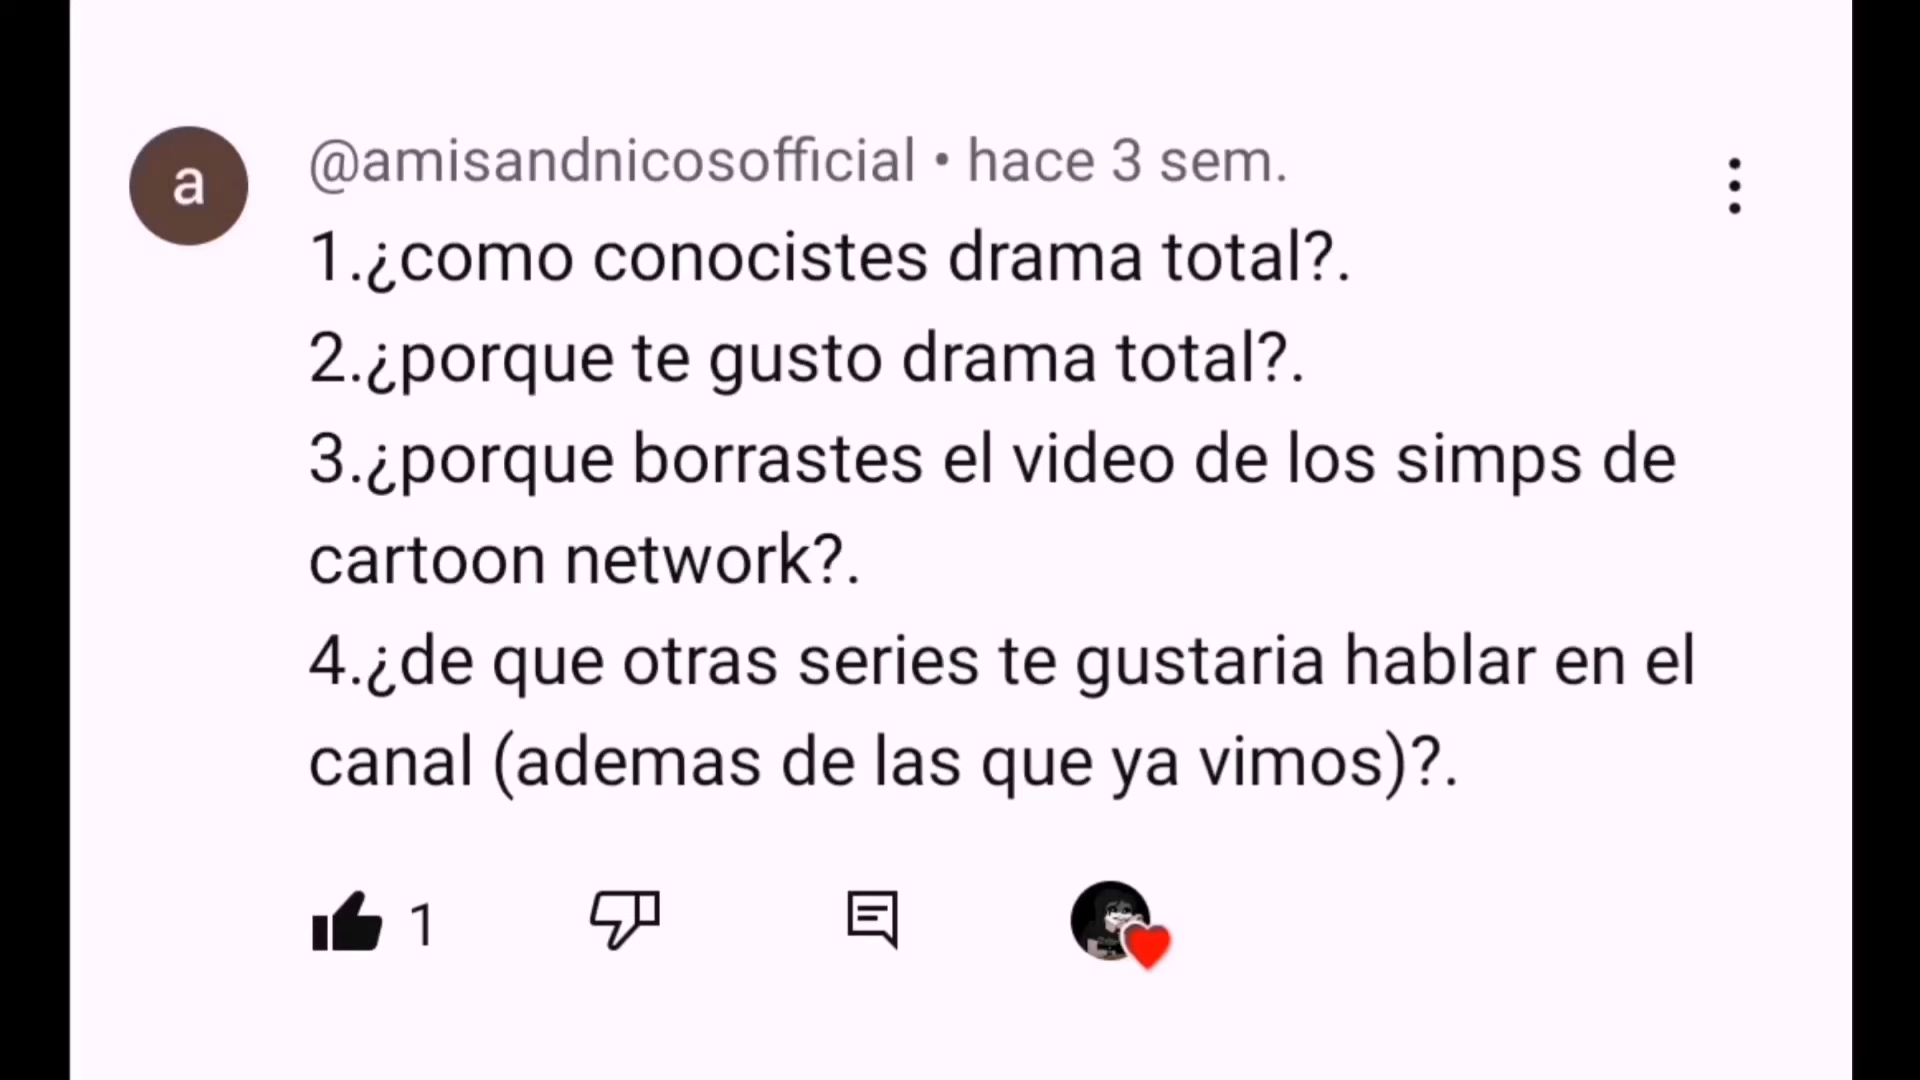 a
@amisandnicosofficial • hace 3 sem.
1.¿como conocistes drama total?.
2.¿porque te gusto drama total?.
3.¿porque borrastes el video de los simps de
cartoon network?.
4.¿de que otras series te gustaria hablar en el
canal (ademas de las que ya vimos)?.
1